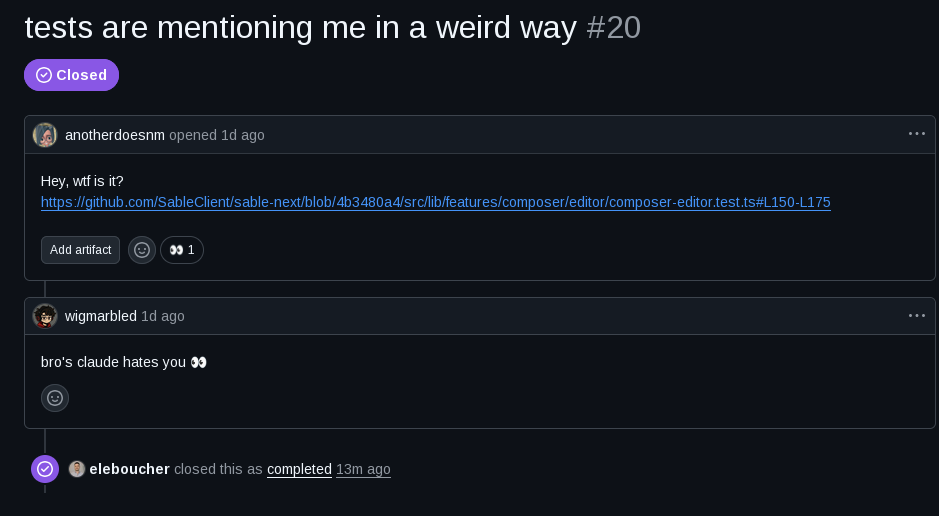 tests are mentioning me in a weird way #20
Closed
anotherdoesnm opened 1d ago
Hey, wtf is it?
https://github.com/SableClient/sable-next/blob/4b3480a4/src/lib/features/composer/editor/composer-editor.test.ts#L150-L175
Add artifact
👀 1
wigmarbled 1d ago
bro's claude hates you 👀
eleboucher closed this as completed 13m ago